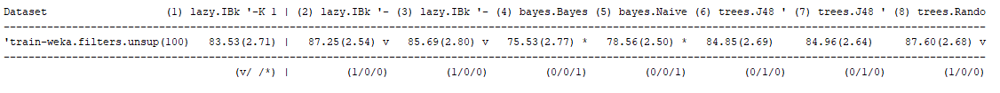 Dataset (1) lazy.IBk '-K 1 | (2) lazy.IBk '- (3) lazy.IBk '- (4) bayes.Bayes (5) bayes.Naive (6) trees.J48 ' (7) trees.J48 ' (8) trees.Rando
'train-weka.filters.unsup(100) 83.53(2.71) | 87.25(2.54) v 85.69(2.80) v 75.53(2.77) * 78.56(2.50) * 84.85(2.69) 84.96(2.64) 87.60(2.68) v
(v/ /*) | (1/0/0) (1/0/0) (0/0/1) (0/0/1) (0/1/0) (0/1/0) (1/0/0)